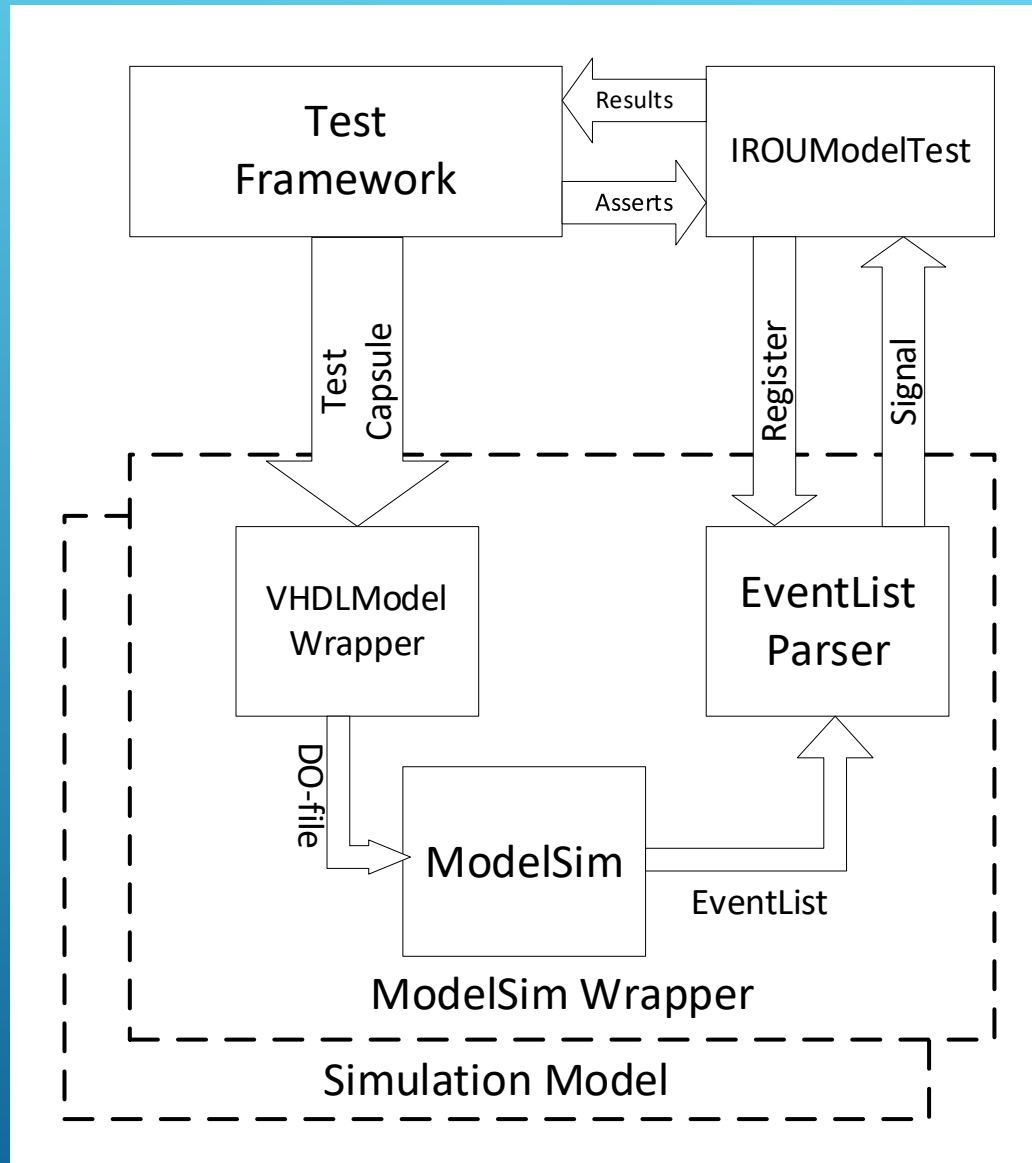 Test
Framework
Results
Asserts
IROUModelTest
Test
Capsule
Register
Signal
VHDLModel
Wrapper
EventList
Parser
DO-file
ModelSim
EventList
ModelSim Wrapper
Simulation Model